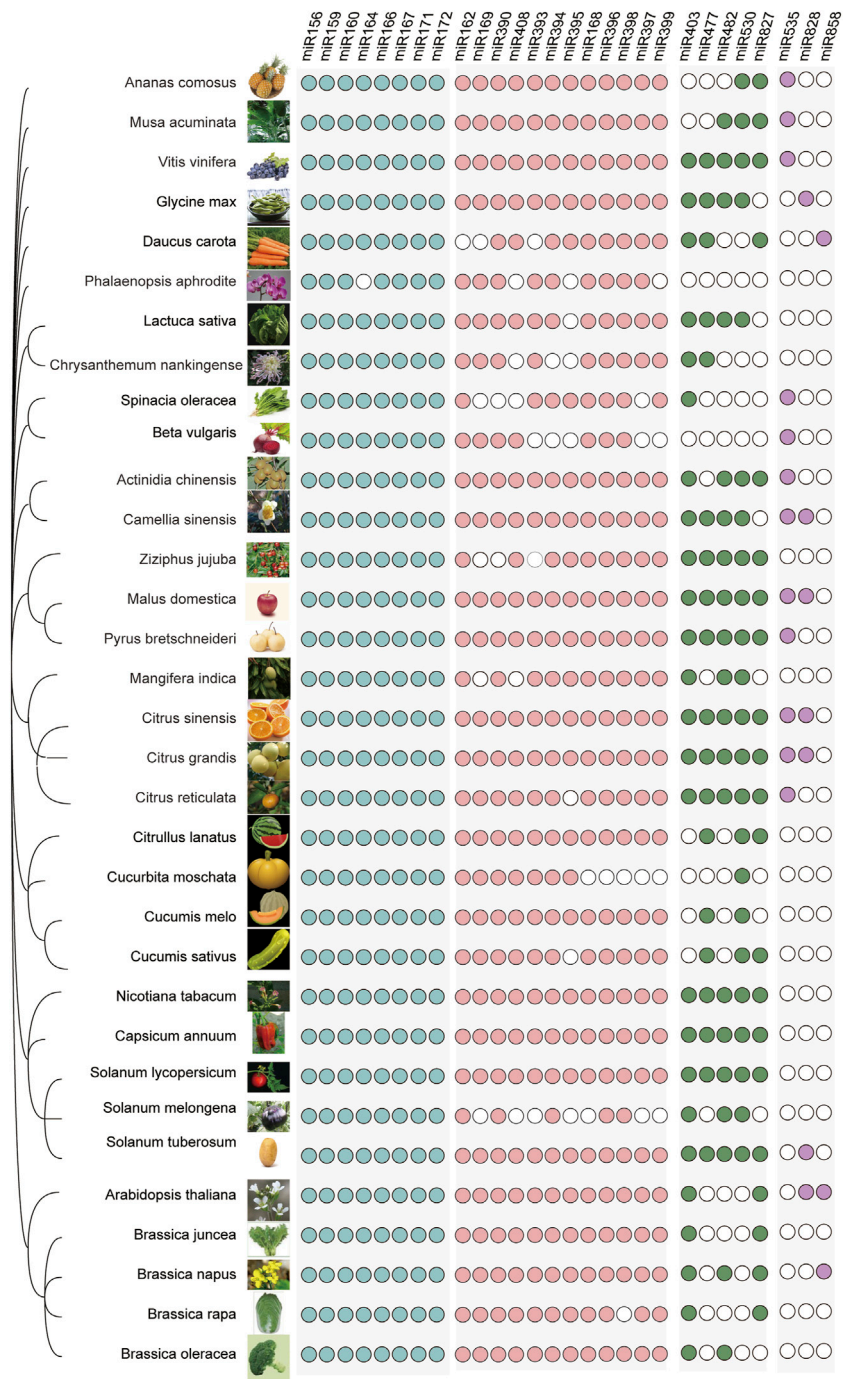 miR156
miR159
miR160
miR164
miR166
miR167
miR171
miR172
miR162
miR169
miR390
miR408
miR393
miR394
miR395
miR168
miR396
miR398
miR397
miR399
miR403
miR477
miR482
miR530
miR827
miR535
miR828
miR858
Ananas comosus
Musa acuminata
Vitis vinifera
Glycine max
Daucus carota
Phalaenopsis aphrodite
Lactuca sativa
Chrysanthemum nankingense
Spinacia oleracea
Beta vulgaris
Actinidia chinensis
Camellia sinensis
Ziziphus jujuba
Malus domestica
Pyrus bretschneideri
Mangifera indica
Citrus sinensis
Citrus grandis
Citrus reticulata
Citrullus lanatus
Cucurbita moschata
Cucumis melo
Cucumis sativus
Nicotiana tabacum
Capsicum annuum
Solanum lycopersicum
Solanum melongena
Solanum tuberosum
Arabidopsis thaliana
Brassica juncea
Brassica napus
Brassica rapa
Brassica oleracea